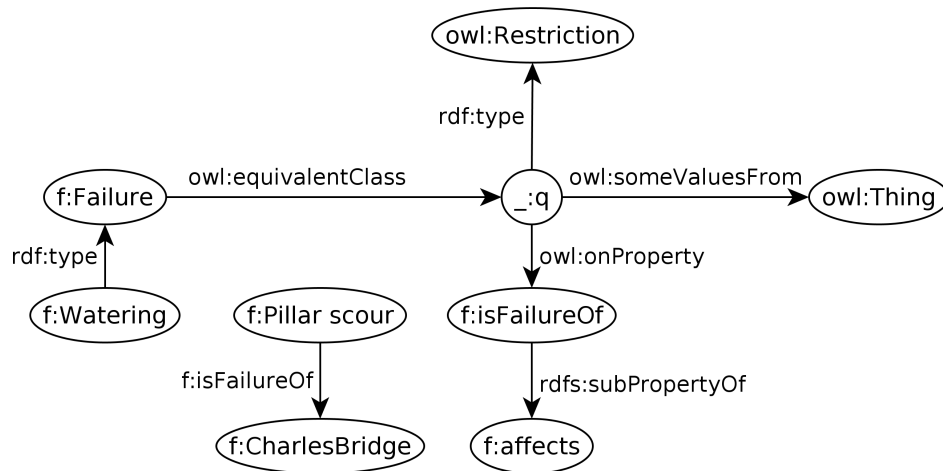 owl:Restriction
rdf:type
owl:equivalentClass
owl:someValuesFrom
f:Failure
_:q
owl:Thing
rdf:type
owl:onProperty
f:Watering
f:Pillar scour
f:isFailureOf
f:isFailureOf
rdfs:subPropertyOf
f:CharlesBridge
f:affects